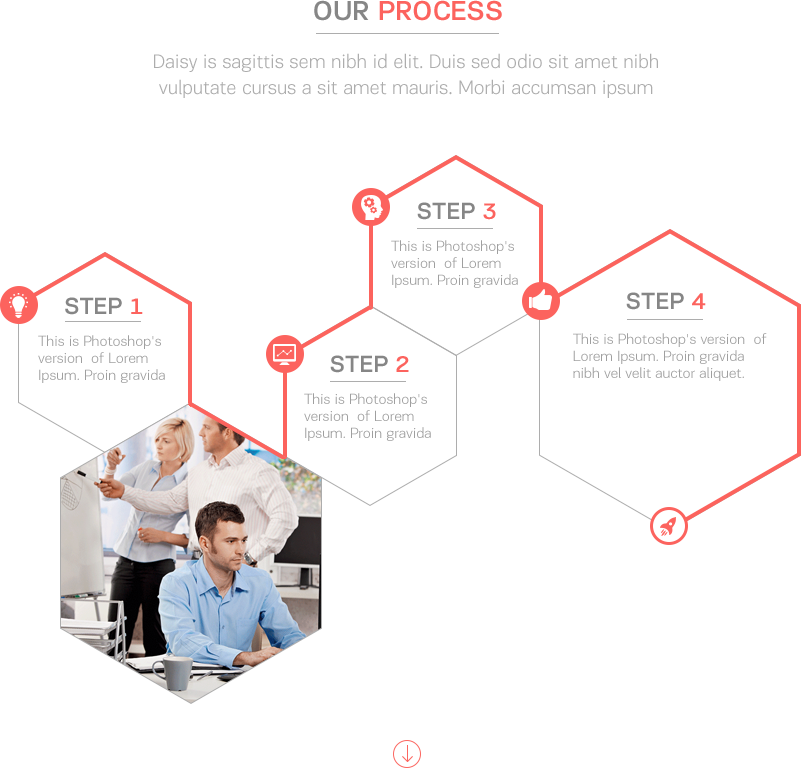 OUR PROCESS
Daisy is sagittis sem nibh id elit. Duis sed odio sit amet nibh
vulputate cursus a sit amet mauris. Morbi accumsan ipsum
STEP 1
This is Photoshop's
version of Lorem
Ipsum. Proin gravida
STEP 2
This is Photoshop's
version of Lorem
Ipsum. Proin gravida
STEP 3
This is Photoshop's
version of Lorem
Ipsum. Proin gravida
STEP 4
This is Photoshop's version of
Lorem Ipsum. Proin gravida
nibh vel velit auctor aliquet.